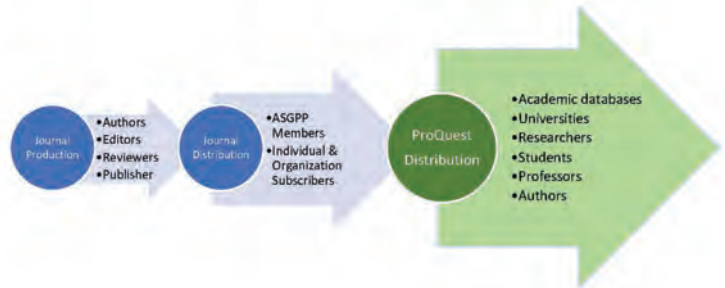 Journal
Production
•Authors
•Editors
•Reviewers
•Publisher
Journal
Distribution
•ASGPP
Members
•Individual &
Organization
Subscribers
ProQuest
Distribution
•Academic databases
•Universities
•Researchers
•Students
•Professors
•Authors